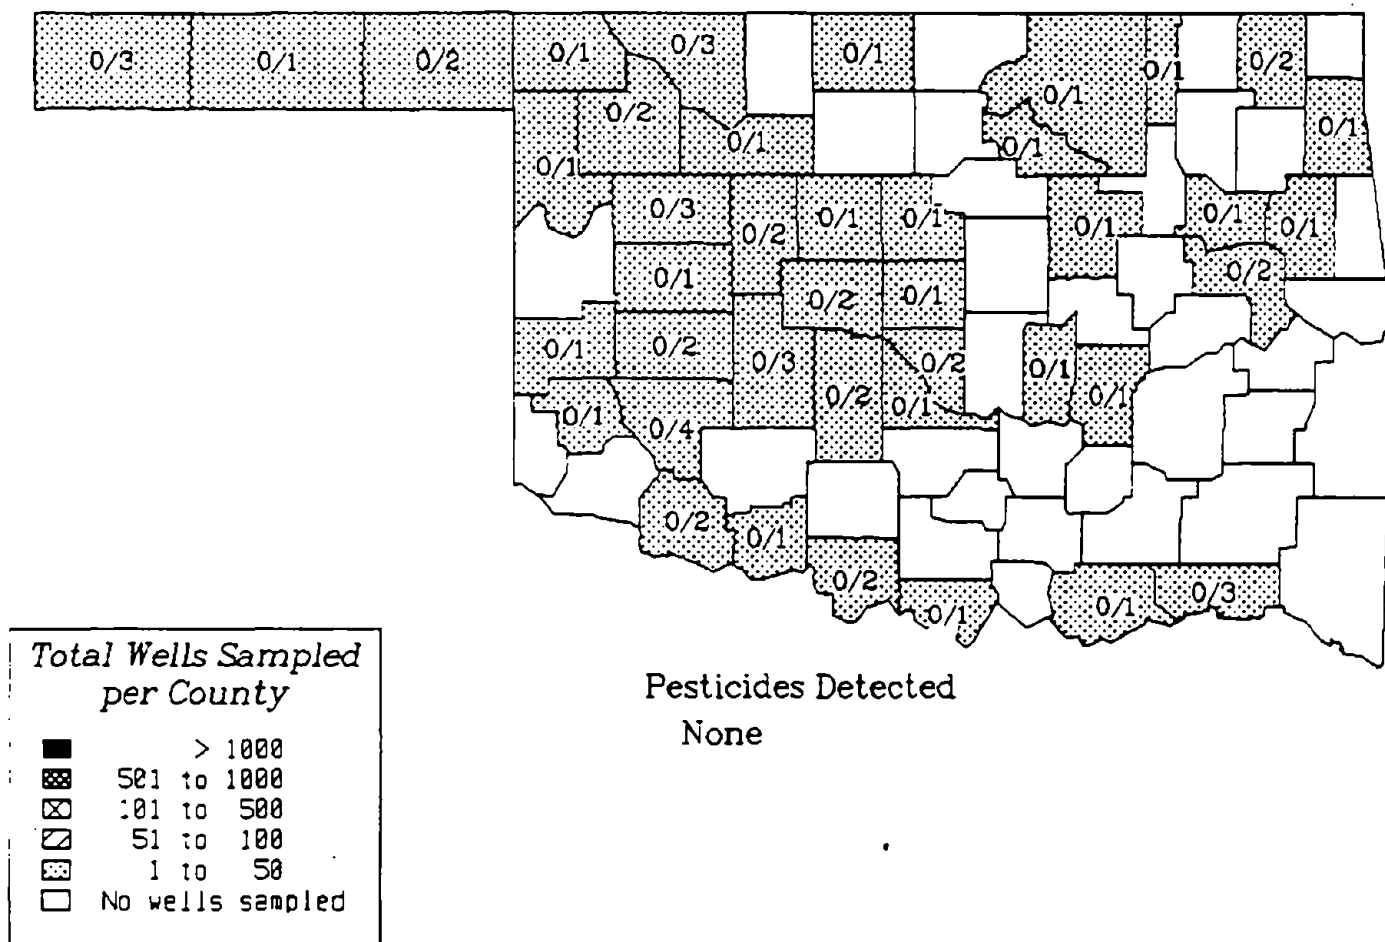 0/3 0/1 0/2 0/1 0/3 0/1 0/1 0/1 0/2
0/2 0/1 0/1 0/1 0/1
0/1
0/3 0/2 0/1 0/1 0/1 0/1 0/1
0/1 0/2 0/1 0/2
0/1 0/2 0/3 0/2 0/2 0/1 0/1
0/1 0/4 0/1
0/2 0/1
0/2 0/1 0/1 0/3
Total Wells Sampled
per County
> 1000
501 to 1000
101 to 500
51 to 100
1 to 50
No wells sampled
Pesticides Detected
None